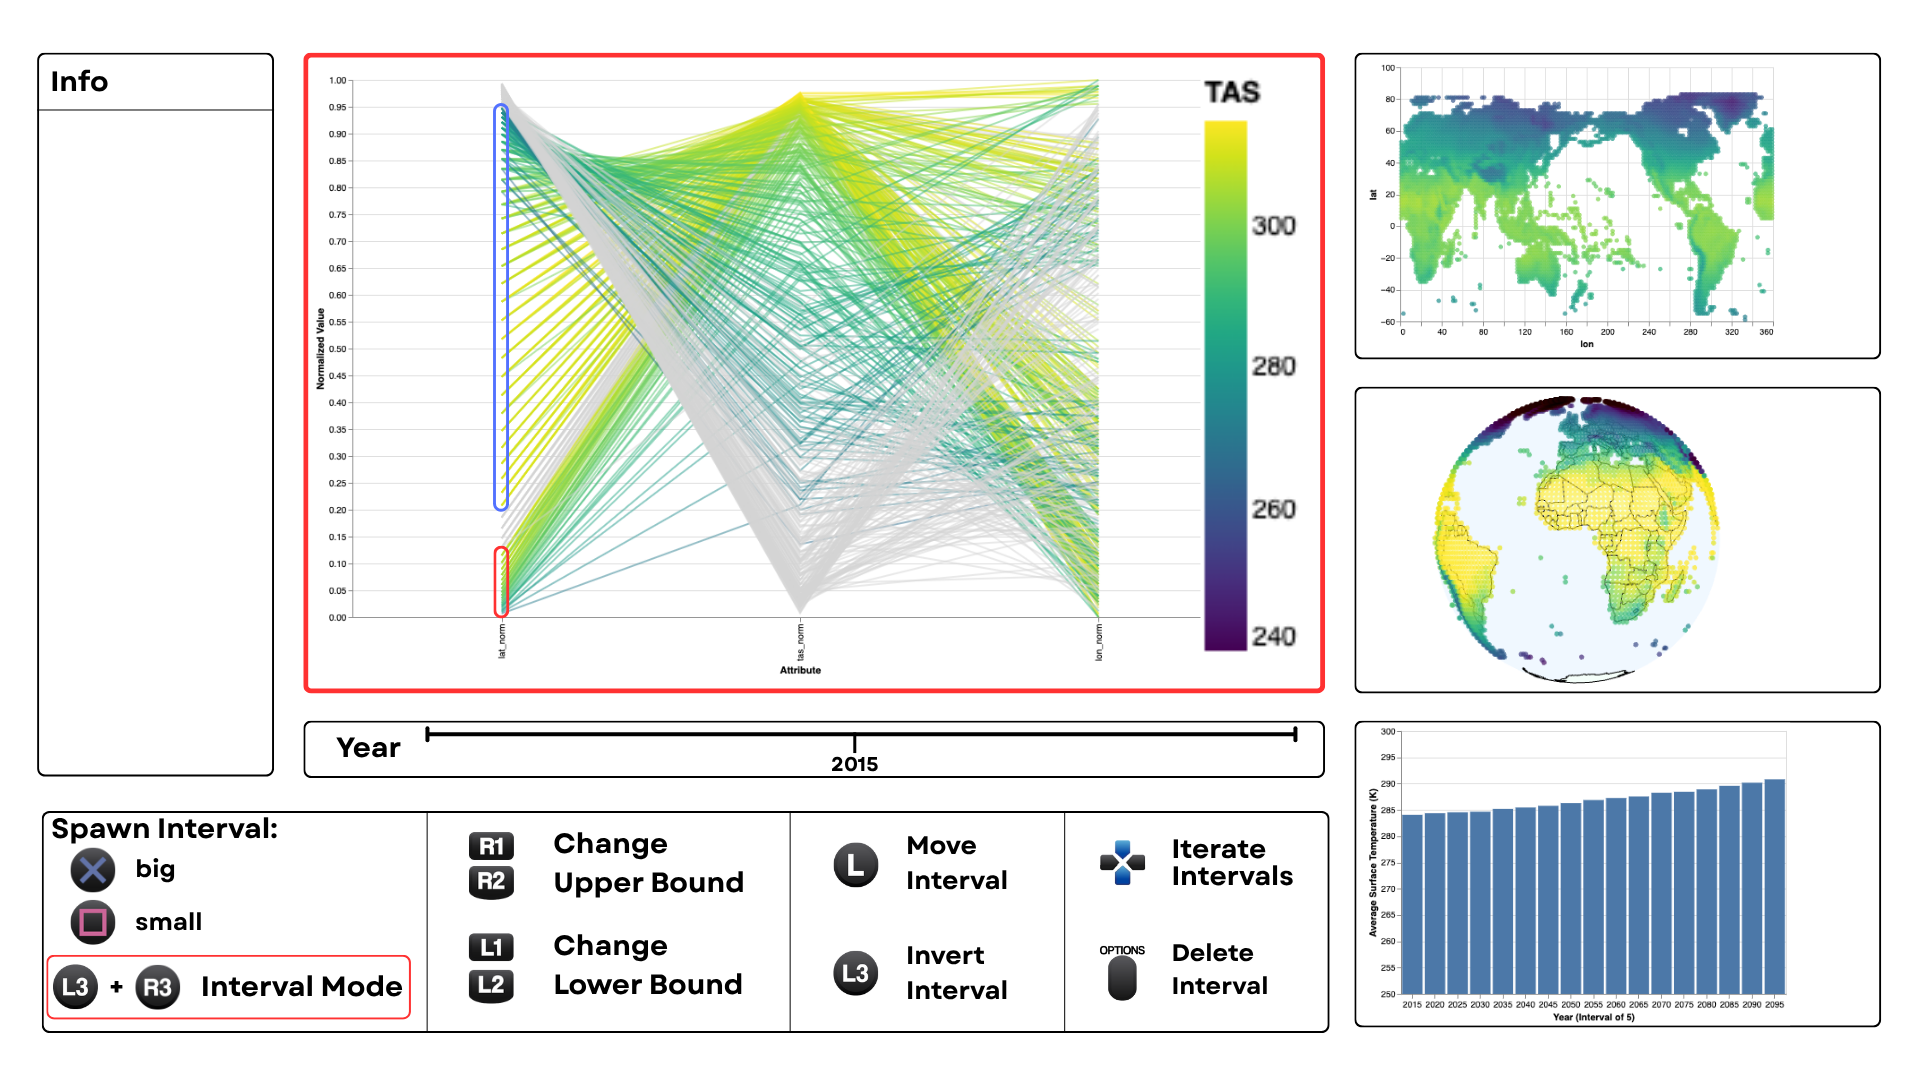 Info
1.00
0.95
0.90
0.85
0.80
0.75
0.70
0.65
0.60
0.55
0.50
0.45
0.40
0.35
0.30
0.25
0.20
0.15
0.10
0.05
0.00
Normalized Value
lat_norm
tas_norm
lon_norm
Attribute
TAS
300
280
260
240
100
80
60
40
20
0
−20
−40
−60
lat
0 40 80 120 160 200 240 280 320 360
lon
Year
2015
300
295
290
285
280
275
270
265
260
255
250
Average Surface Temperature (K)
2015 2020 2025 2030 2035 2040 2045 2050 2055 2060 2065 2070 2075 2080 2085 2090 2095
Year (Interval of 5)
Spawn Interval:
big
small
L3 + R3 Interval Mode
R1 Change
R2 Upper Bound
L1 Change
L2 Lower Bound
L Move
Interval
L3 Invert
Interval
Iterate
Intervals
OPTIONS
Delete
Interval